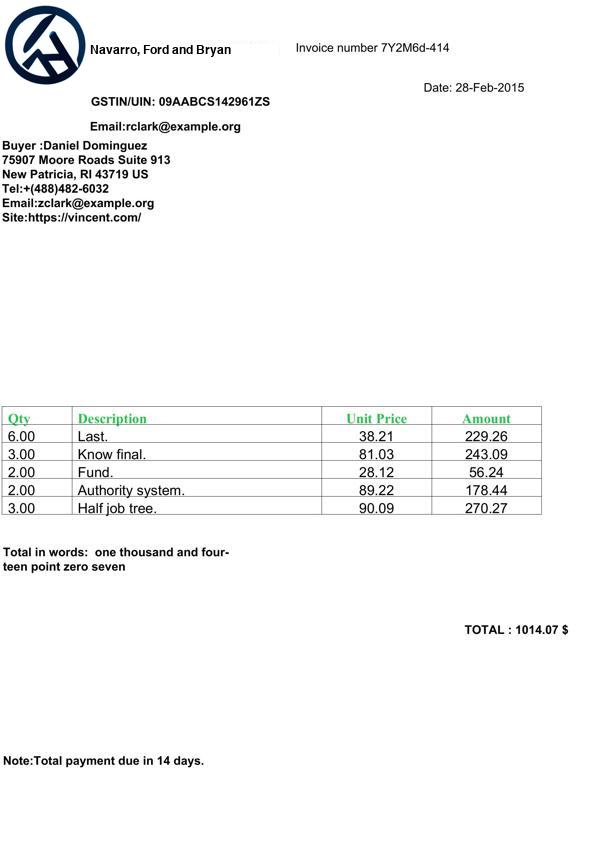 Navarro, Ford and Bryan
Invoice number 7Y2M6d-414
Date: 28-Feb-2015
GSTIN/UIN: 09AABCS142961ZS
Email:rclark@example.org
Buyer :Daniel Dominguez
75907 Moore Roads Suite 913
New Patricia, RI 43719 US
Tel:+(488)482-6032
Email:zclark@example.org
Site:https://vincent.com/
Qty Description Unit Price Amount
6.00 Last. 38.21 229.26
3.00 Know final. 81.03 243.09
2.00 Fund. 28.12 56.24
2.00 Authority system. 89.22 178.44
3.00 Half job tree. 90.09 270.27
Total in words:  one thousand and four-
teen point zero seven
TOTAL : 1014.07 $
Note:Total payment due in 14 days.